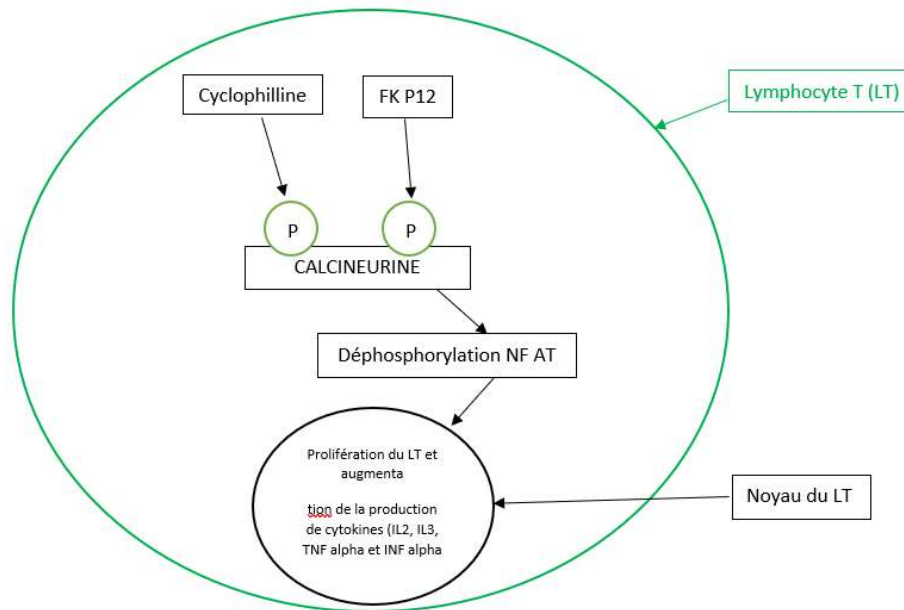 Cyclophilline
FK P12
Lymphocyte T (LT)
P
P
CALCINEURINE
Déphosphorylation NF AT
Prolifération du LT et
augmenta
tion de la production
de cytokines (IL2, IL3,
TNF alpha et INF alpha
Noyau du LT